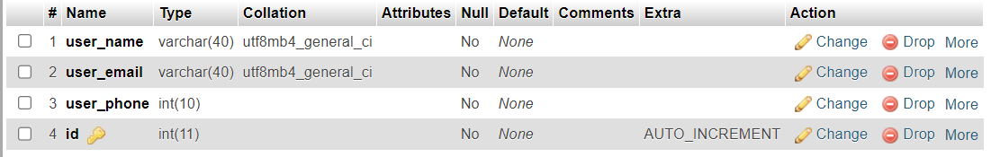 # Name Type Collation Attributes Null Default Comments Extra Action
1 user_name varchar(40) utf8mb4_general_ci No None Change Drop More
2 user_email varchar(40) utf8mb4_general_ci No None Change Drop More
3 user_phone int(10) No None Change Drop More
4 id int(11) No None AUTO_INCREMENT Change Drop More